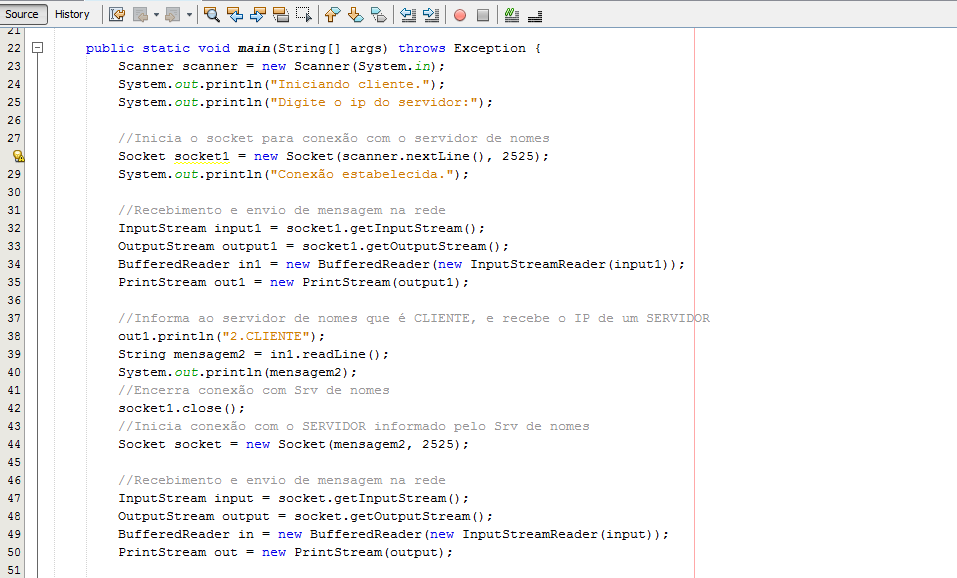 Source History
21
22 public static void main(String[] args) throws Exception {
23 Scanner scanner = new Scanner(System.in);
24 System.out.println("Iniciando cliente.");
25 System.out.println("Digite o ip do servidor:");
26
27 //Inicia o socket para conexão com o servidor de nomes
Socket socket1 = new Socket(scanner.nextLine(), 2525);
29 System.out.println("Conexão estabelecida.");
30
31 //Recebimento e envio de mensagem na rede
32 InputStream input1 = socket1.getInputStream();
33 OutputStream output1 = socket1.getOutputStream();
34 BufferedReader in1 = new BufferedReader(new InputStreamReader(input1));
35 PrintStream out1 = new PrintStream(output1);
36
37 //Informa ao servidor de nomes que é CLIENTE, e recebe o IP de um SERVIDOR
38 out1.println("2.CLIENTE");
39 String mensagem2 = in1.readLine();
40 System.out.println(mensagem2);
41 //Encerra conexão com Srv de nomes
42 socket1.close();
43 //Inicia conexão com o SERVIDOR informado pelo Srv de nomes
44 Socket socket = new Socket(mensagem2, 2525);
45
46 //Recebimento e envio de mensagem na rede
47 InputStream input = socket.getInputStream();
48 OutputStream output = socket.getOutputStream();
49 BufferedReader in = new BufferedReader(new InputStreamReader(input));
50 PrintStream out = new PrintStream(output);
51